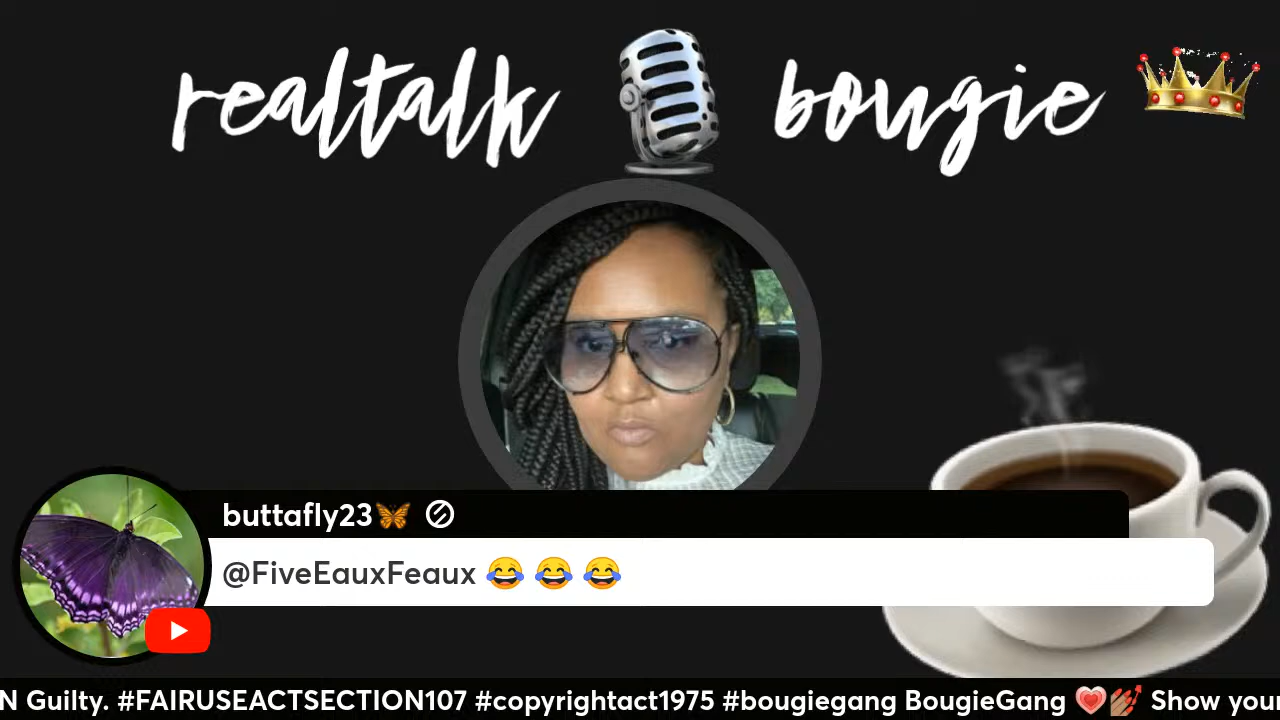 realtalk bougie
buttafly23🦋
@FiveEauxFeaux 😂 😂 😂
N Guilty. #FAIRUSEACTSECTION107 #copyrightact1975 #bougiegang BougieGang 💗💅🏾 Show your